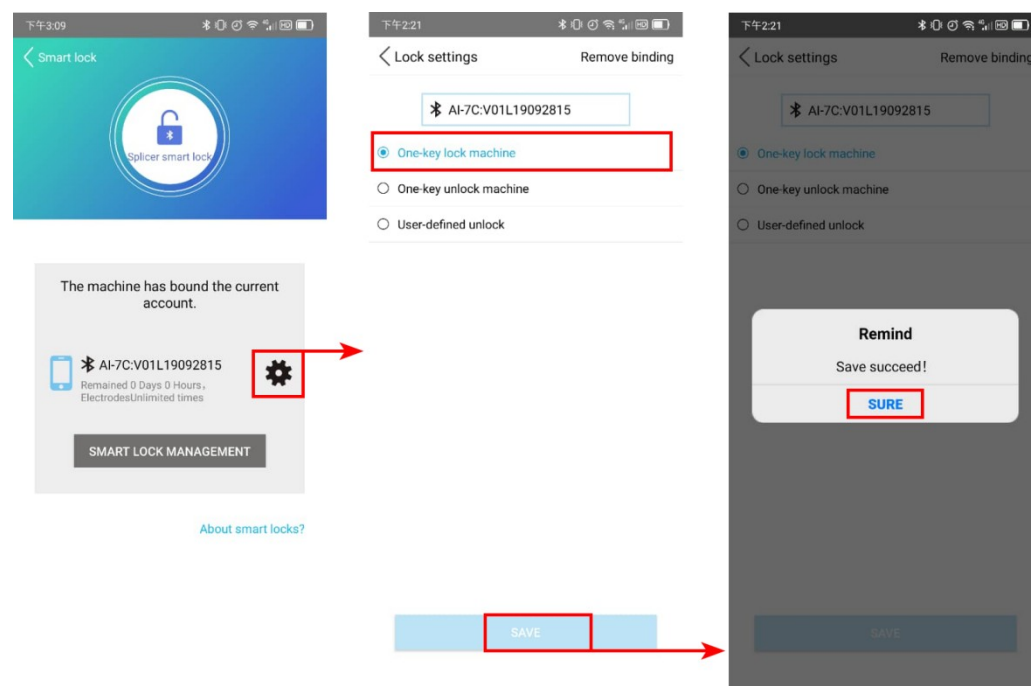 下午3:09
Smart lock
Splicer smart lock
The machine has bound the current
account.
AI-7C:V01L19092815
Remained 0 Days 0 Hours,
ElectrodesUnlimited times
SMART LOCK MANAGEMENT
About smart locks?
下午2:21
HD
Lock settings
Remove binding
AI-7C:V01L19092815
One-key lock machine
One-key unlock machine
User-defined unlock
SAVE
下午2:21
HD
Lock settings
Remove binding
AI-7C:V01L19092815
One-key lock machine
One-key unlock machine
User-defined unlock
Remind
Save succeed!
SURE
SAVE